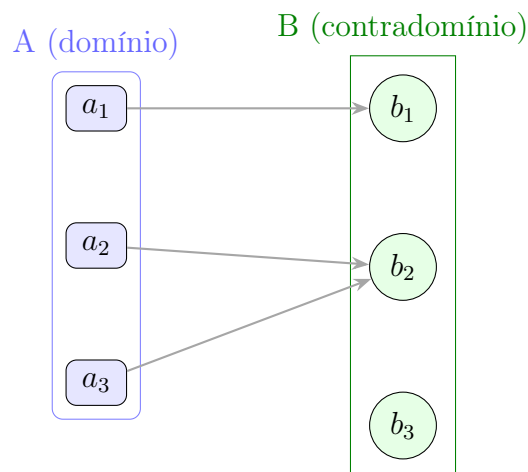 B (contradomínio)
A (domínio)
a₁
b₁
a₂
b₂
a₃
b₃